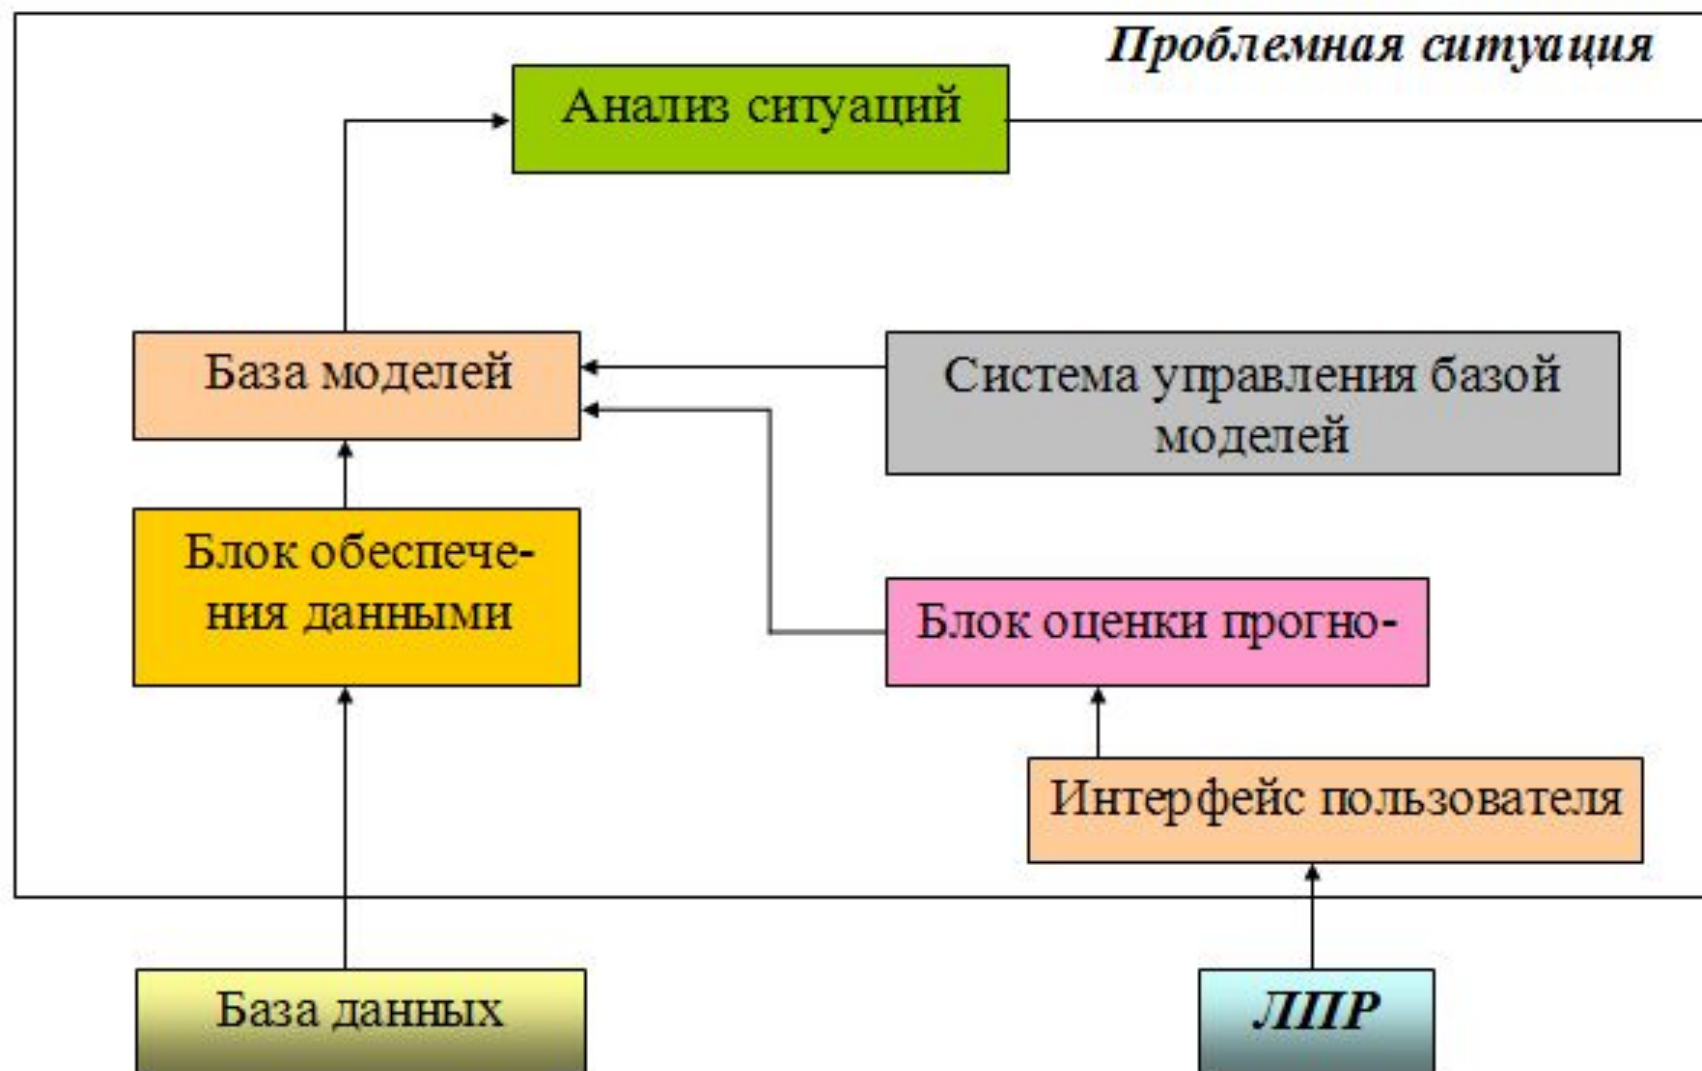 Проблемная ситуация
Анализ ситуаций
База моделей
Система управления базой
моделей
Блок обеспече-
ния данными
Блок оценки прогно-
Интерфейс пользователя
База данных
ЛПР